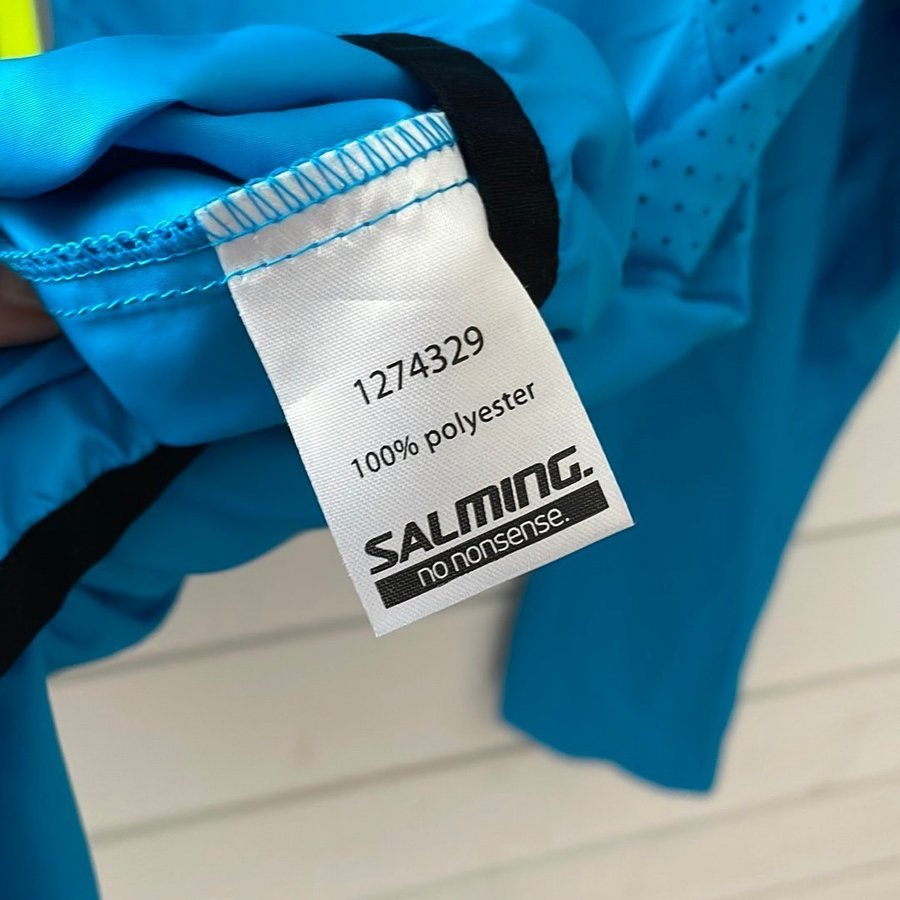 1274329
100% polyester
SALMING.
no nonsense.